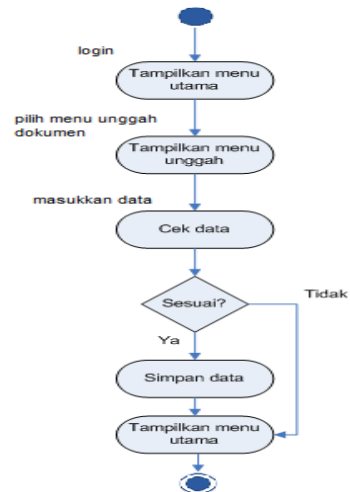 login
Tampilkan menu
utama
pilih menu unggah
dokumen
Tampilkan menu
unggah
masukkan data
Cek data
Sesuai?
Tidak
Ya
Simpan data
Tampilkan menu
utama